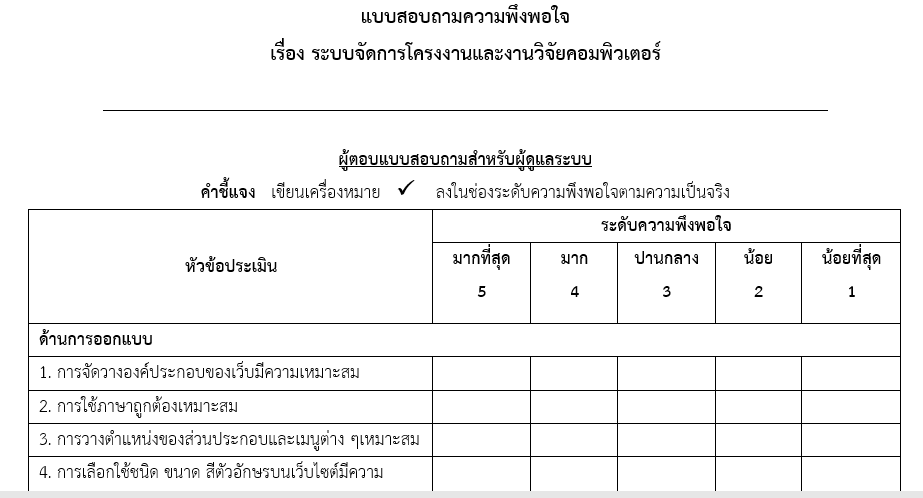 แบบสอบถามความพึงพอใจ
เรื่อง ระบบจัดการโครงงานและงานวิจัยคอมพิวเตอร์
ผู้ตอบแบบสอบถามสำหรับผู้ดูแลระบบ
คำชี้แจง เขียนเครื่องหมาย ✓ ลงในช่องระดับความพึงพอใจตามความเป็นจริง
หัวข้อประเมิน
ระดับความพึงพอใจ
มากที่สุด มาก ปานกลาง น้อย น้อยที่สุด
5 4 3 2 1
ด้านการออกแบบ
1. การจัดวางองค์ประกอบของเว็บมีความเหมาะสม
2. การใช้ภาษาถูกต้องเหมาะสม
3. การวางตำแหน่งของส่วนประกอบและเมนูต่าง ๆเหมาะสม
4. การเลือกใช้ชนิด ขนาด สีตัวอักษรบนเว็บไซต์มีความ